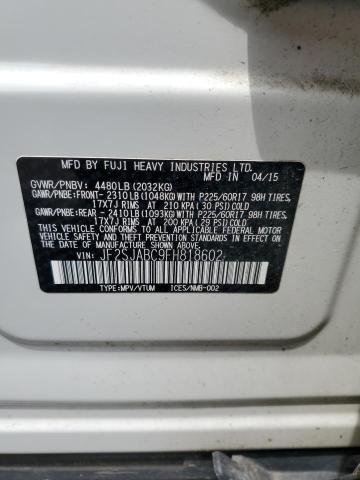 MFD BY FUJI HEAVY INDUSTRIES LTD.
MADE IN 04/15
GVWR/PNBV: 4480LB(2032KG)
GAWR/PNBE:FRONT- 2310LB(1048KG)WITH P225/60R17 98H TIRES,
17X7J RIMS AT 210 KPA(30 PSI)COLD
GAWR/PNBE:REAR - 2410LB(1093KG)WITH P225/60R17 98H TIRES,
17X7J RIMS AT 200 KPA(29 PSI)COLD
THIS VEHICLE CONFORMS TO ALL APPLICABLE FEDERAL MOTOR
VEHICLE SAFETY, BUMPER, AND THEFT PREVENTION STANDARDS
IN EFFECT ON THE DATE OF MANUFACTURE SHOWN ABOVE.
VIN: JF2SJABC9FH818602
TYPE:MPV/VTUM ICES/NMB-002